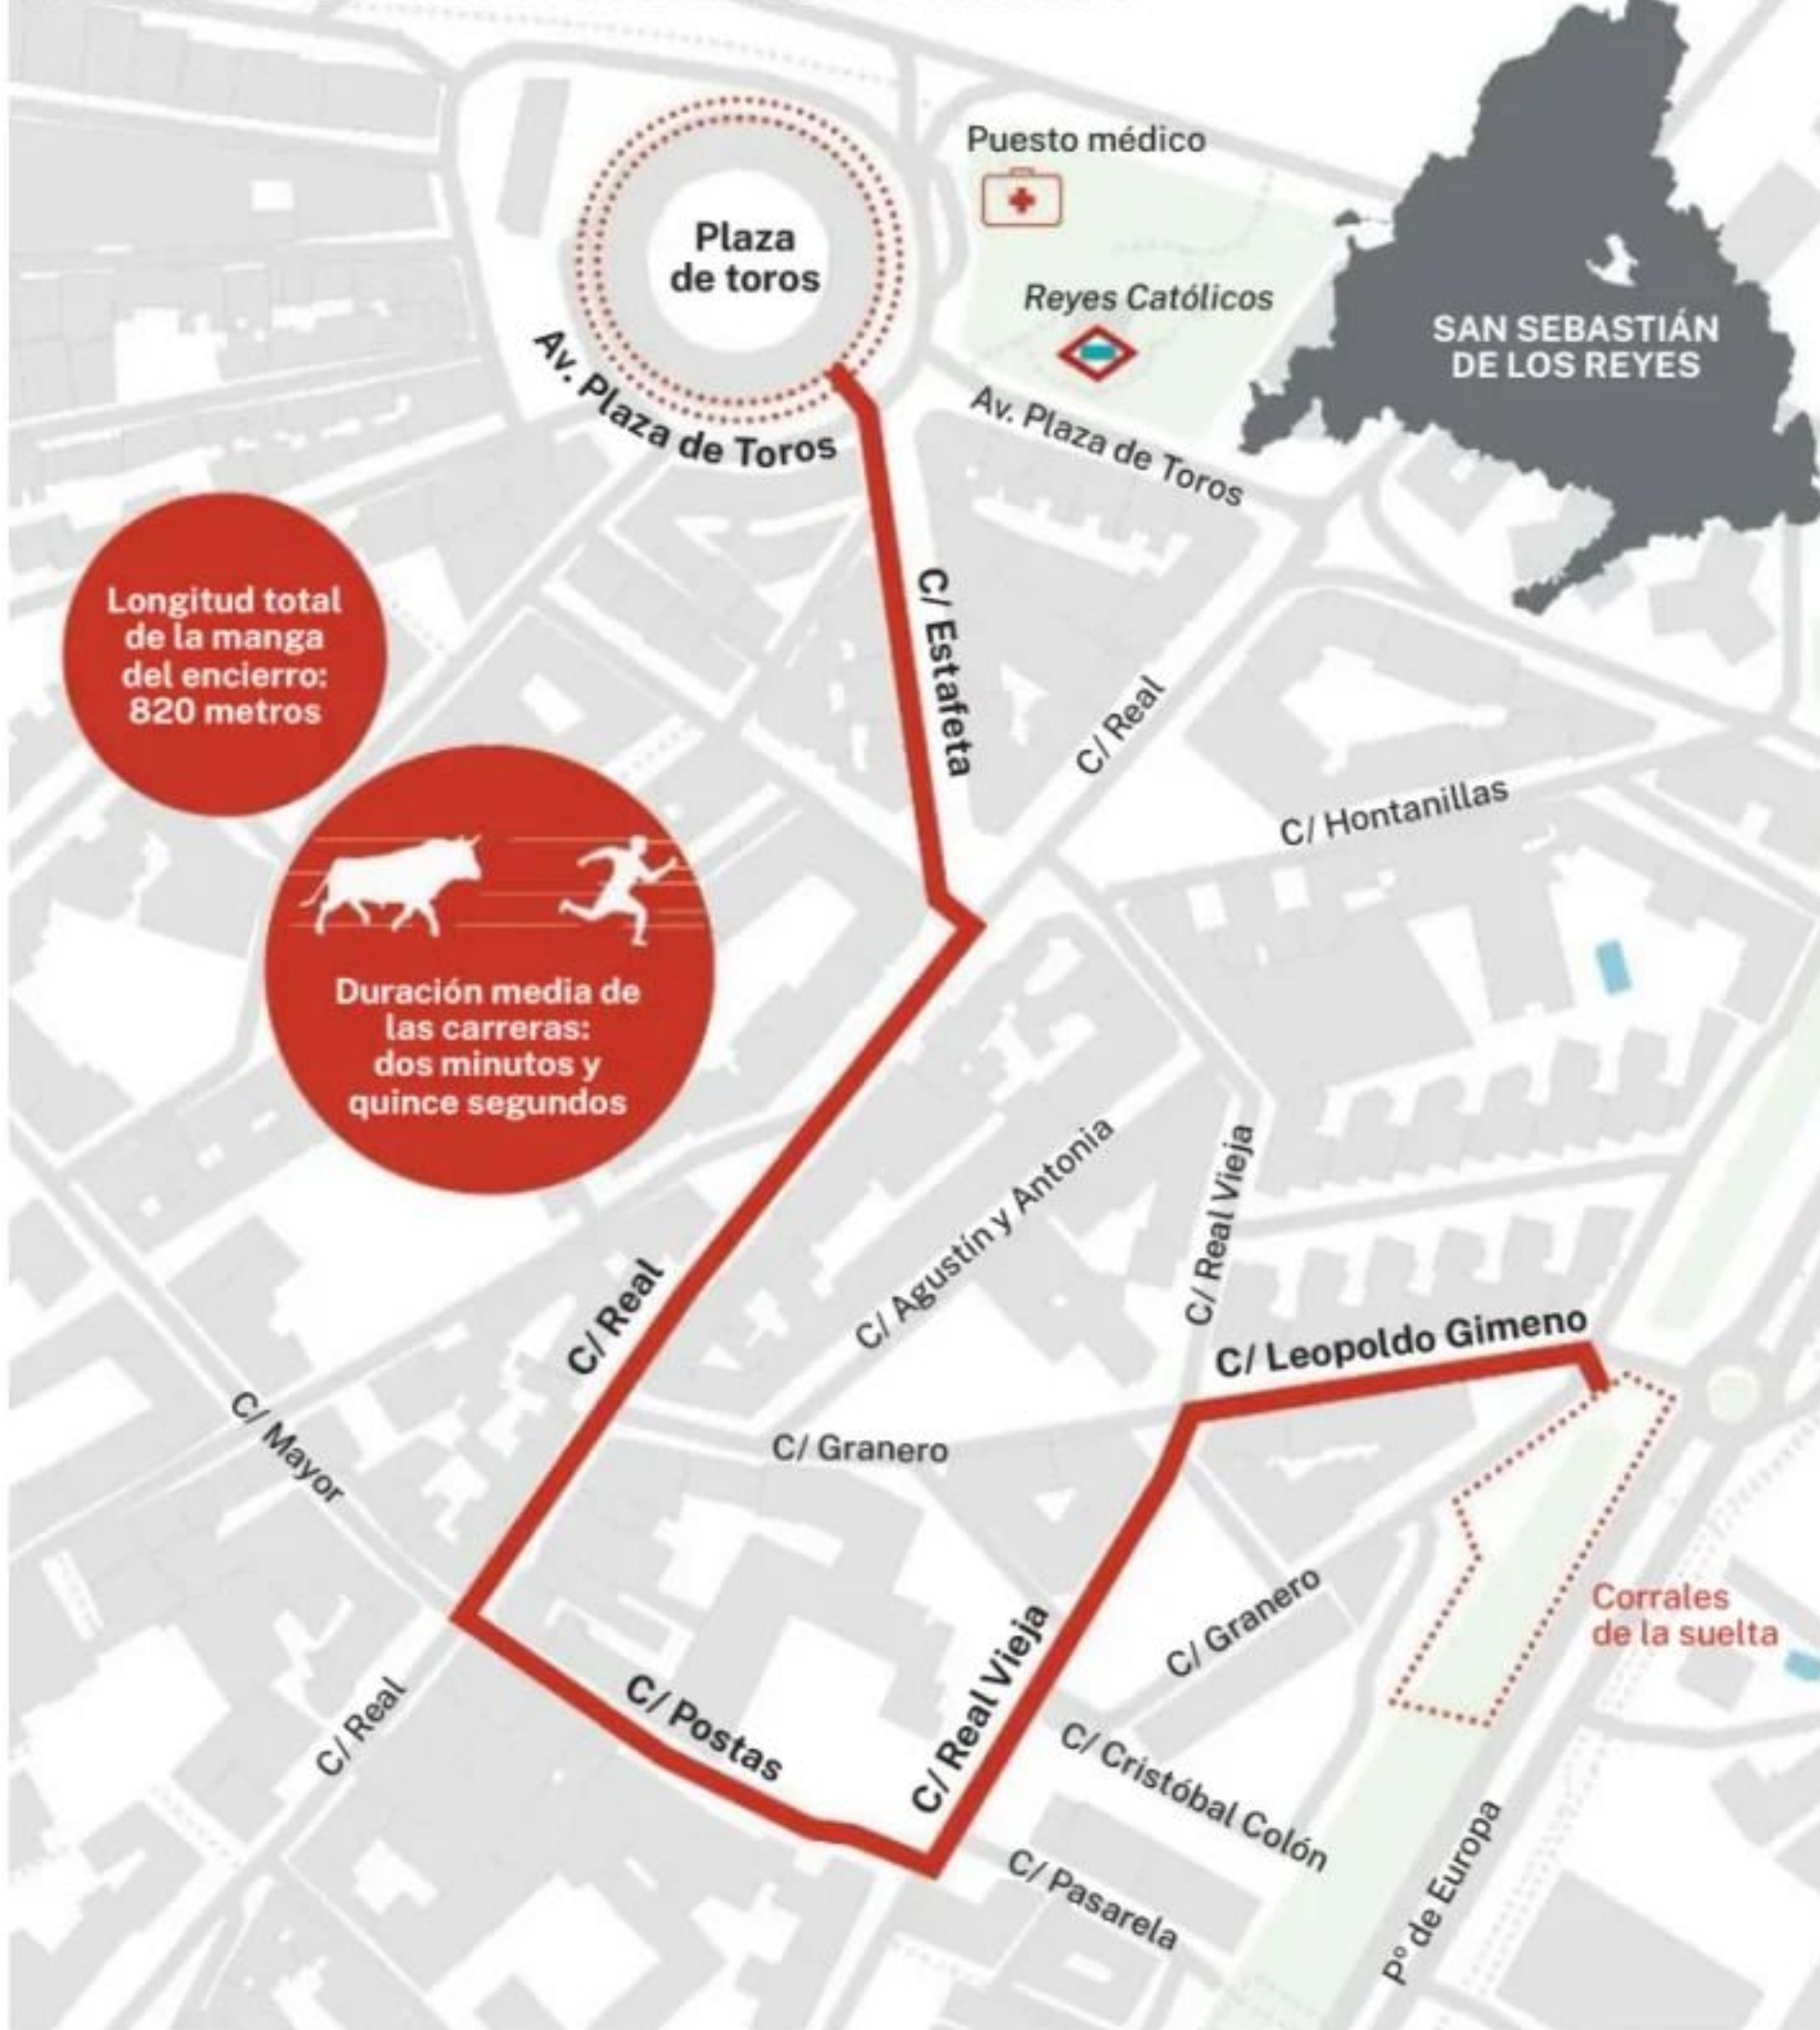 Puesto médico
Plaza
de toros
Reyes Católicos
SAN SEBASTIÁN
DE LOS REYES
Av. Plaza de Toros
Av. Plaza de Toros
Longitud total
de la manga
del encierro:
820 metros
C/ Estafeta
C/ Real
C/ Hontanillas
Duración media de
las carreras:
dos minutos y
quince segundos
C/ Agustín y Antonia
C/ Real Vieja
C/ Real
C/ Leopoldo Gimeno
C/ Mayor
C/ Granero
C/ Granero
Corrales
de la suelta
C/ Real
C/ Postas
C/ Real Vieja
C/ Cristóbal Colón
C/ Pasarela
Pº de Europa